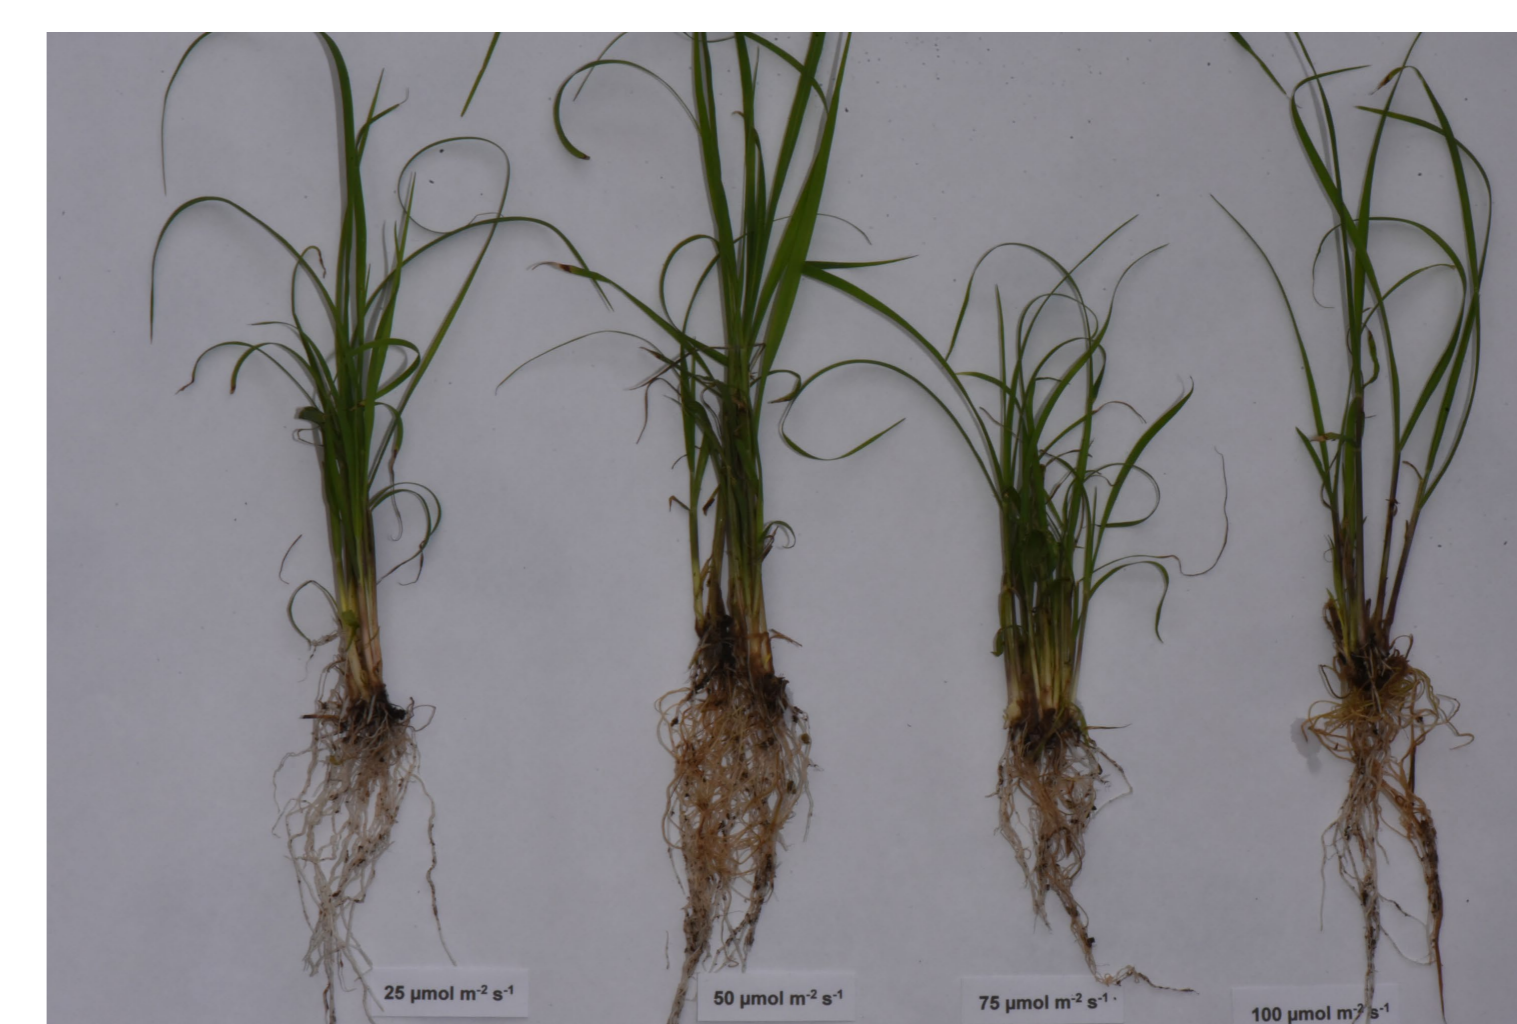 25 µmol m⁻² s⁻¹
50 µmol m⁻² s⁻¹
75 µmol m⁻² s⁻¹
100 µmol m⁻² s⁻¹